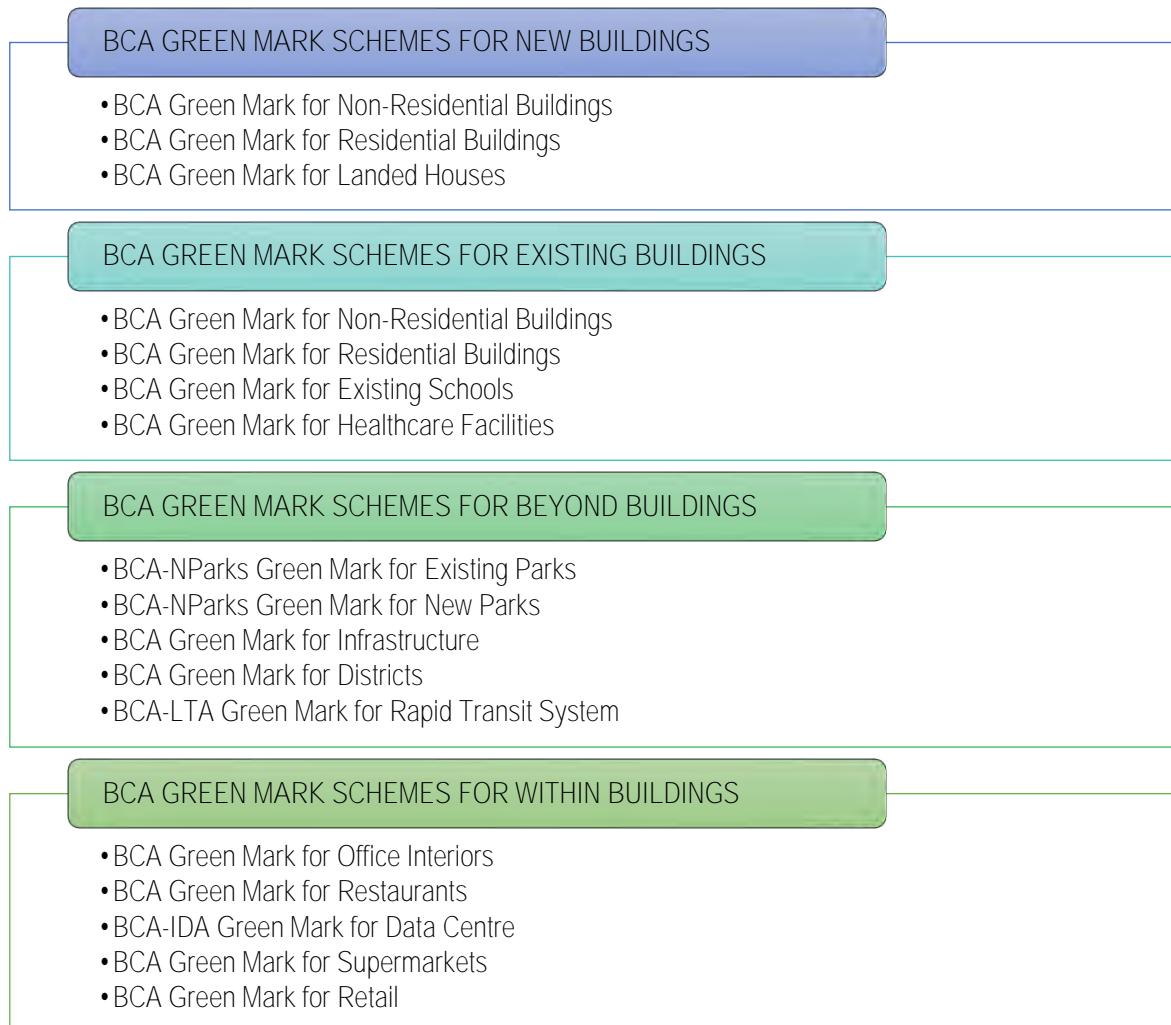 BCA GREEN MARK SCHEMES FOR NEW BUILDINGS
•BCA Green Mark for Non-Residential Buildings
•BCA Green Mark for Residential Buildings
•BCA Green Mark for Landed Houses
BCA GREEN MARK SCHEMES FOR EXISTING BUILDINGS
•BCA Green Mark for Non-Residential Buildings
•BCA Green Mark for Residential Buildings
•BCA Green Mark for Existing Schools
•BCA Green Mark for Healthcare Facilities
BCA GREEN MARK SCHEMES FOR BEYOND BUILDINGS
•BCA-NParks Green Mark for Existing Parks
•BCA-NParks Green Mark for New Parks
•BCA Green Mark for Infrastructure
•BCA Green Mark for Districts
•BCA-LTA Green Mark for Rapid Transit System
BCA GREEN MARK SCHEMES FOR WITHIN BUILDINGS
•BCA Green Mark for Office Interiors
•BCA Green Mark for Restaurants
•BCA-IDA Green Mark for Data Centre
•BCA Green Mark for Supermarkets
•BCA Green Mark for Retail